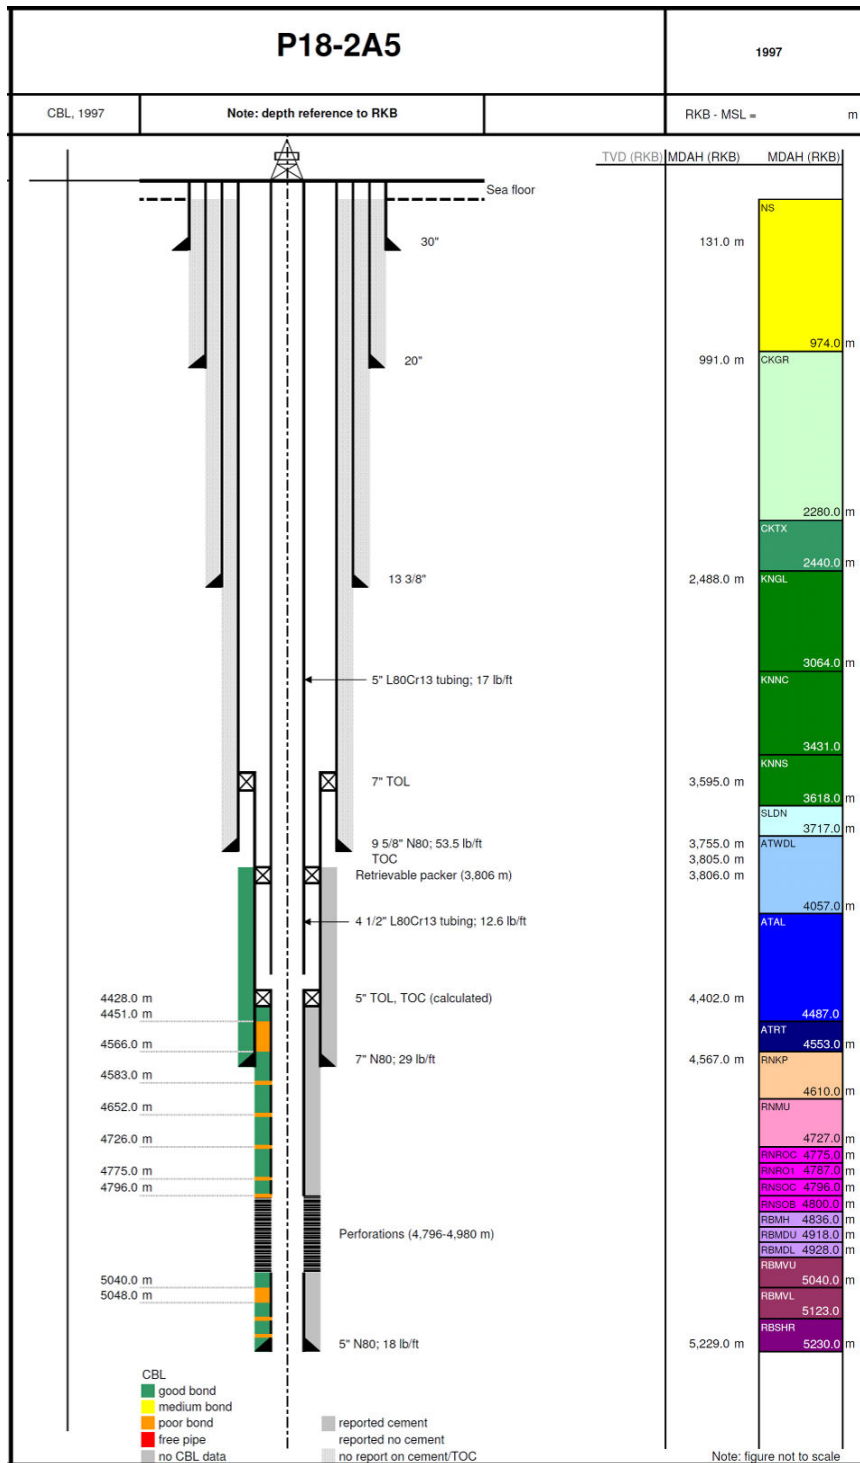 P18-2A5
1997
CBL, 1997
Note: depth reference to RKB
RKB - MSL = m
TVD (RKB) MDAH (RKB) MDAH (RKB)
Sea floor
NS
30" 131.0 m
974.0 m
20" 991.0 m
CKGR
2280.0 m
CKTX
2440.0 m
13 3/8" 2,488.0 m
KNGL
3064.0 m
5" L80Cr13 tubing; 17 lb/ft
KNNC
3431.0
KNNS
7" TOL 3,595.0 m
3618.0 m
SLDN
3717.0 m
9 5/8" N80; 53.5 lb/ft 3,755.0 m
ATWDL
TOC 3,805.0 m
Retrievable packer (3,806 m) 3,806.0 m
4057.0 m
4 1/2" L80Cr13 tubing; 12.6 lb/ft
ATAL
4428.0 m
5" TOL, TOC (calculated) 4,402.0 m
4451.0 m
4487.0
ATRT
4566.0 m
4553.0 m
7" N80; 29 lb/ft 4,567.0 m
RNKP
4583.0 m
4610.0 m
4652.0 m
RNMU
4726.0 m
4727.0 m
RNROC 4775.0 m
4775.0 m
RNRO1 4787.0 m
4796.0 m
RNSOC 4796.0 m
RNSOB 4800.0 m
RBMH 4836.0 m
Perforations (4,796-4,980 m)
RBMDU 4918.0 m
RBMDL 4928.0 m
RBMVU
5040.0 m
5040.0 m
5048.0 m
RBMVL
5123.0
RBSHR
5" N80; 18 lb/ft 5,229.0 m
5230.0 m
CBL
good bond
medium bond
poor bond
free pipe
no CBL data
reported cement
reported no cement
no report on cement/TOC
Note: figure not to scale